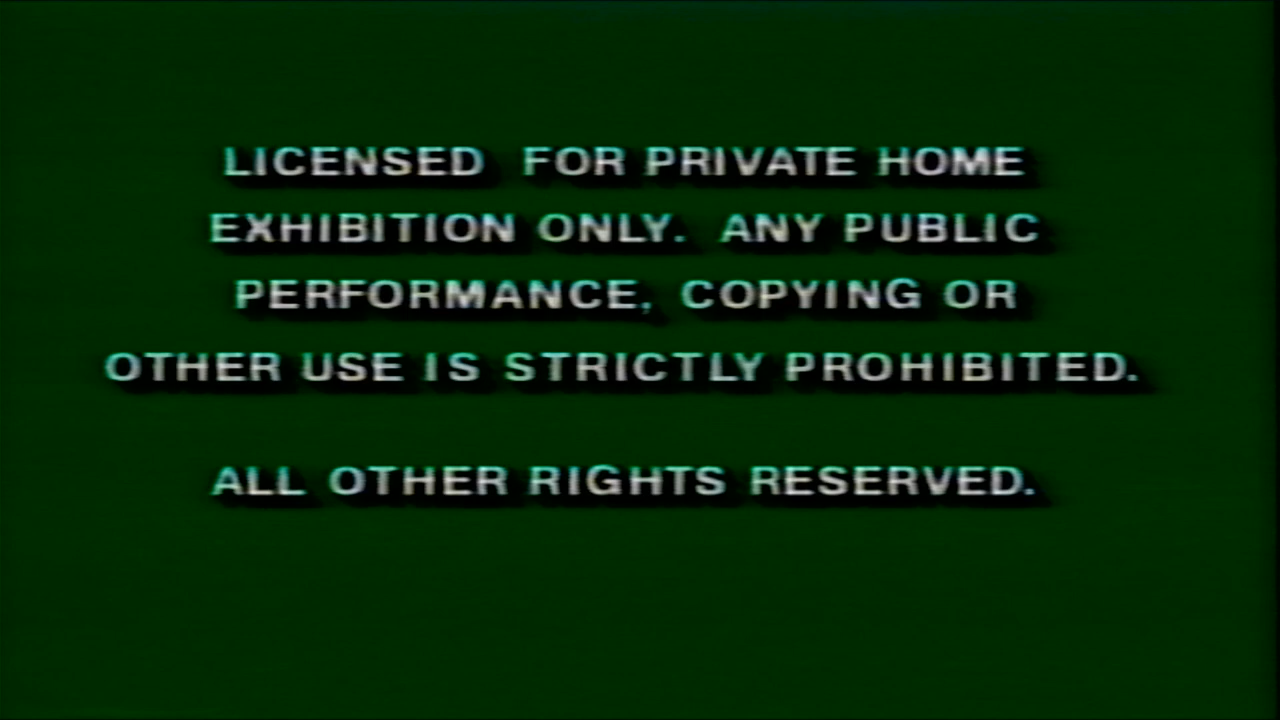 LICENSED FOR PRIVATE HOME
EXHIBITION ONLY. ANY PUBLIC
PERFORMANCE, COPYING OR
OTHER USE IS STRICTLY PROHIBITED.
ALL OTHER RIGHTS RESERVED.